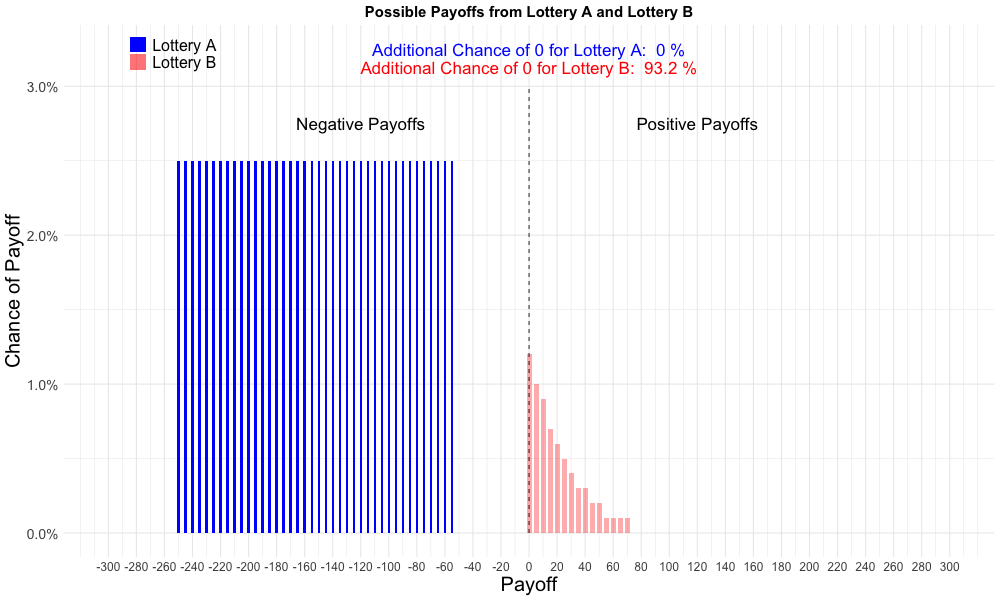 Possible Payoffs from Lottery A and Lottery B
Lottery A
Lottery B
Additional Chance of 0 for Lottery A:  0 %
Additional Chance of 0 for Lottery B:  93.2 %
3.0%
Negative Payoffs
Positive Payoffs
2.0%
1.0%
0.0%
Chance of Payoff
-300 -280 -260 -240 -220 -200 -180 -160 -140 -120 -100 -80 -60 -40 -20 0 20 40 60 80 100 120 140 160 180 200 220 240 260 280 300
Payoff